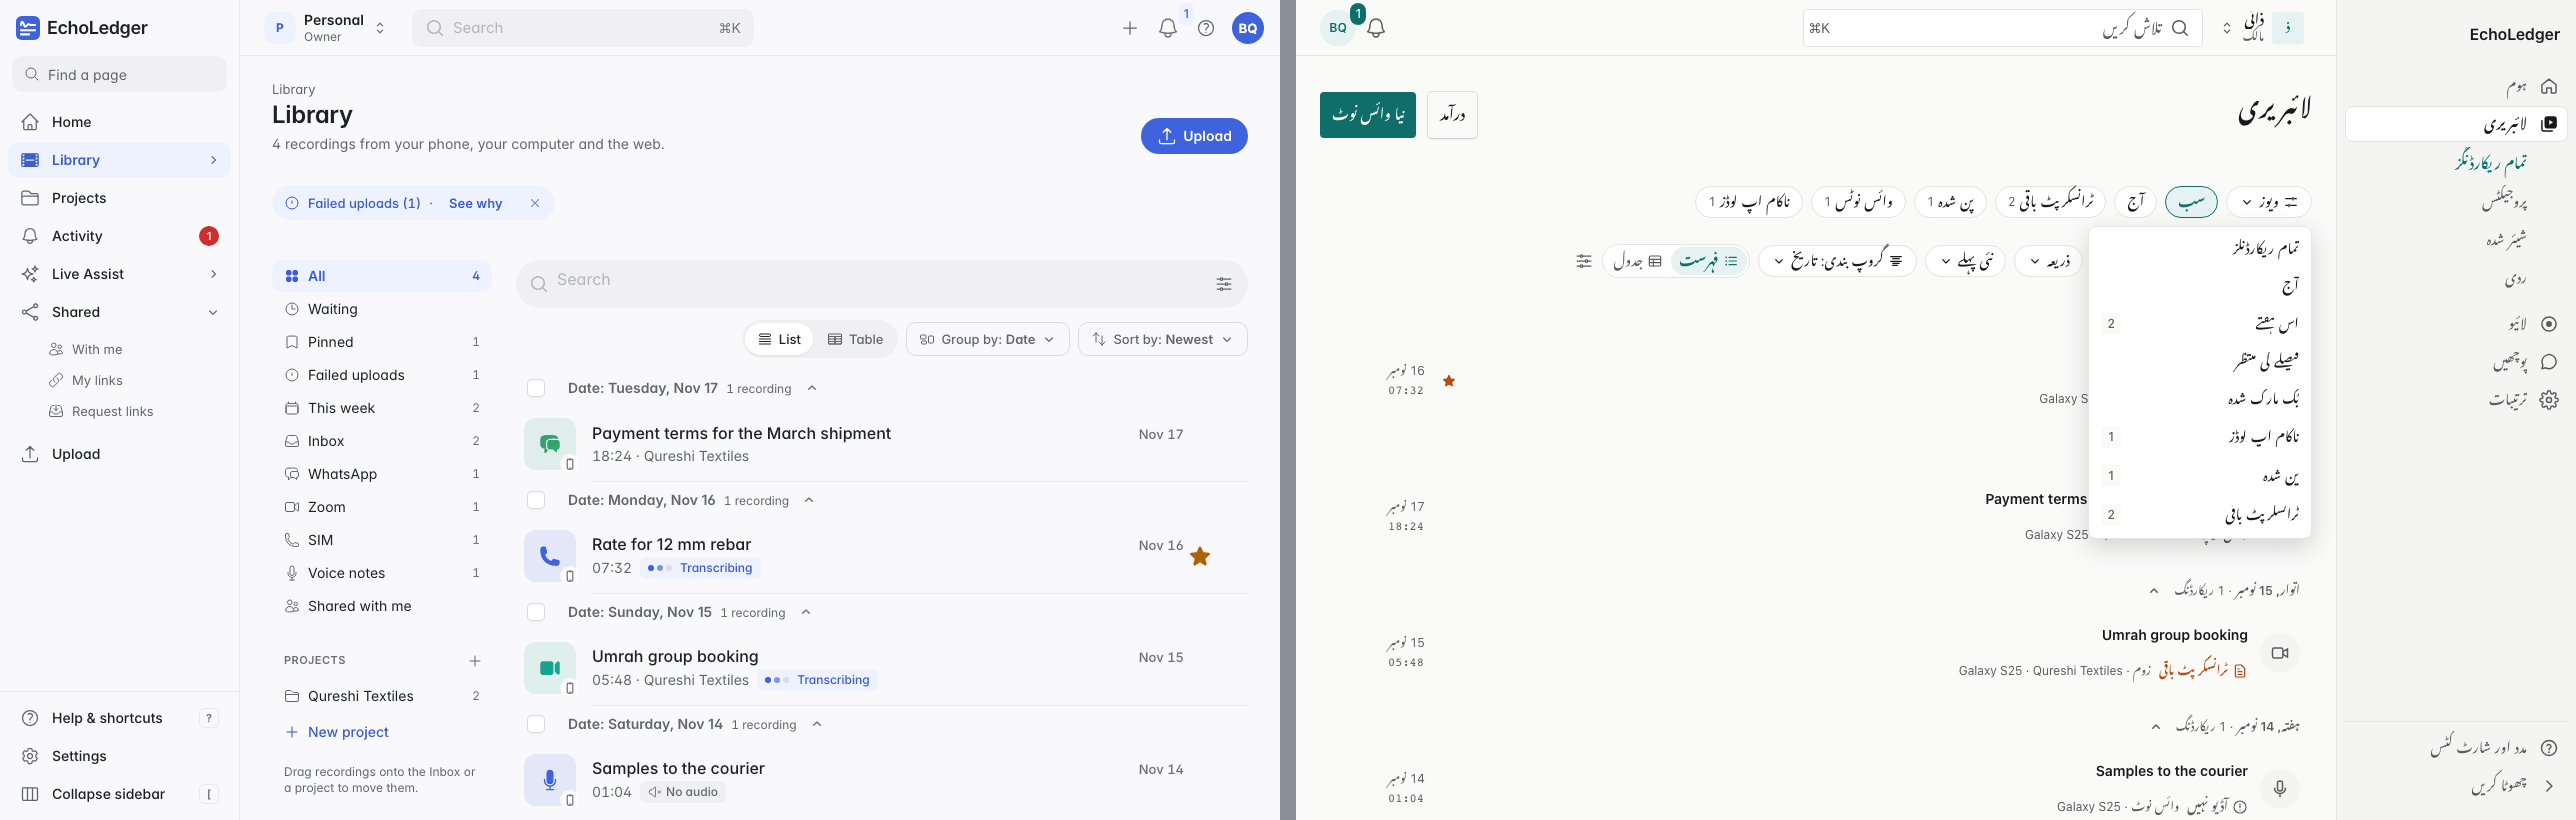 EchoLedger
Find a page
Home
Library
Projects
Activity 1
Live Assist
Shared
With me
My links
Request links
Upload
Help & shortcuts ?
Settings
Collapse sidebar [
P Personal
Owner
Search ⌘K
1
BQ
Library
Library
4 recordings from your phone, your computer and the web.
Upload
Failed uploads (1) · See why
All 4
Waiting
Pinned 1
Failed uploads 1
This week 2
Inbox 2
WhatsApp 1
Zoom 1
SIM 1
Voice notes 1
Shared with me
PROJECTS
Qureshi Textiles 2
New project
Drag recordings onto the Inbox or
a project to move them.
Search
List Table Group by: Date Sort by: Newest
Date: Tuesday, Nov 17 1 recording
Payment terms for the March shipment Nov 17
18:24 · Qureshi Textiles
Date: Monday, Nov 16 1 recording
Rate for 12 mm rebar Nov 16
07:32 Transcribing
Date: Sunday, Nov 15 1 recording
Umrah group booking Nov 15
05:48 · Qureshi Textiles Transcribing
Date: Saturday, Nov 14 1 recording
Samples to the courier Nov 14
01:04 No audio
EchoLedger
ہوم
لائبریری
تمام ریکارڈنگز
پروجیکٹس
شیئر شدہ
ردی
لائیو
پوچھیں
ترتیبات
مدد اور شارٹ کٹس
چھوٹا کریں
ذ ذاتی
مالک
تلاش کریں ⌘K
1
BQ
لائبریری
درآمد
نیا وائس نوٹ
ویوز سب آج ٹرانسکرپٹ باقی 2 پن شدہ 1 وائس نوٹس 1 ناکام اپ لوڈز 1
ذریعہ نئی پہلے گروپ بندی: تاریخ فہرست جدول
تمام ریکارڈنگز
آج
اس ہفتے 2
فیصلے کی منتظر
بُک مارک شدہ
ناکام اپ لوڈز 1
پن شدہ 1
ٹرانسکرپٹ باقی 2
16 نومبر
07:32
Galaxy S
Payment terms
17 نومبر
18:24
Galaxy S25
اتوار، 15 نومبر · 1 ریکارڈنگ
Umrah group booking
15 نومبر
ٹرانسکرپٹ باقی زوم · Galaxy S25 · Qureshi Textiles
05:48
ہفتہ، 14 نومبر · 1 ریکارڈنگ
Samples to the courier
14 نومبر
آڈیو نہیں وائس نوٹ · Galaxy S25
01:04